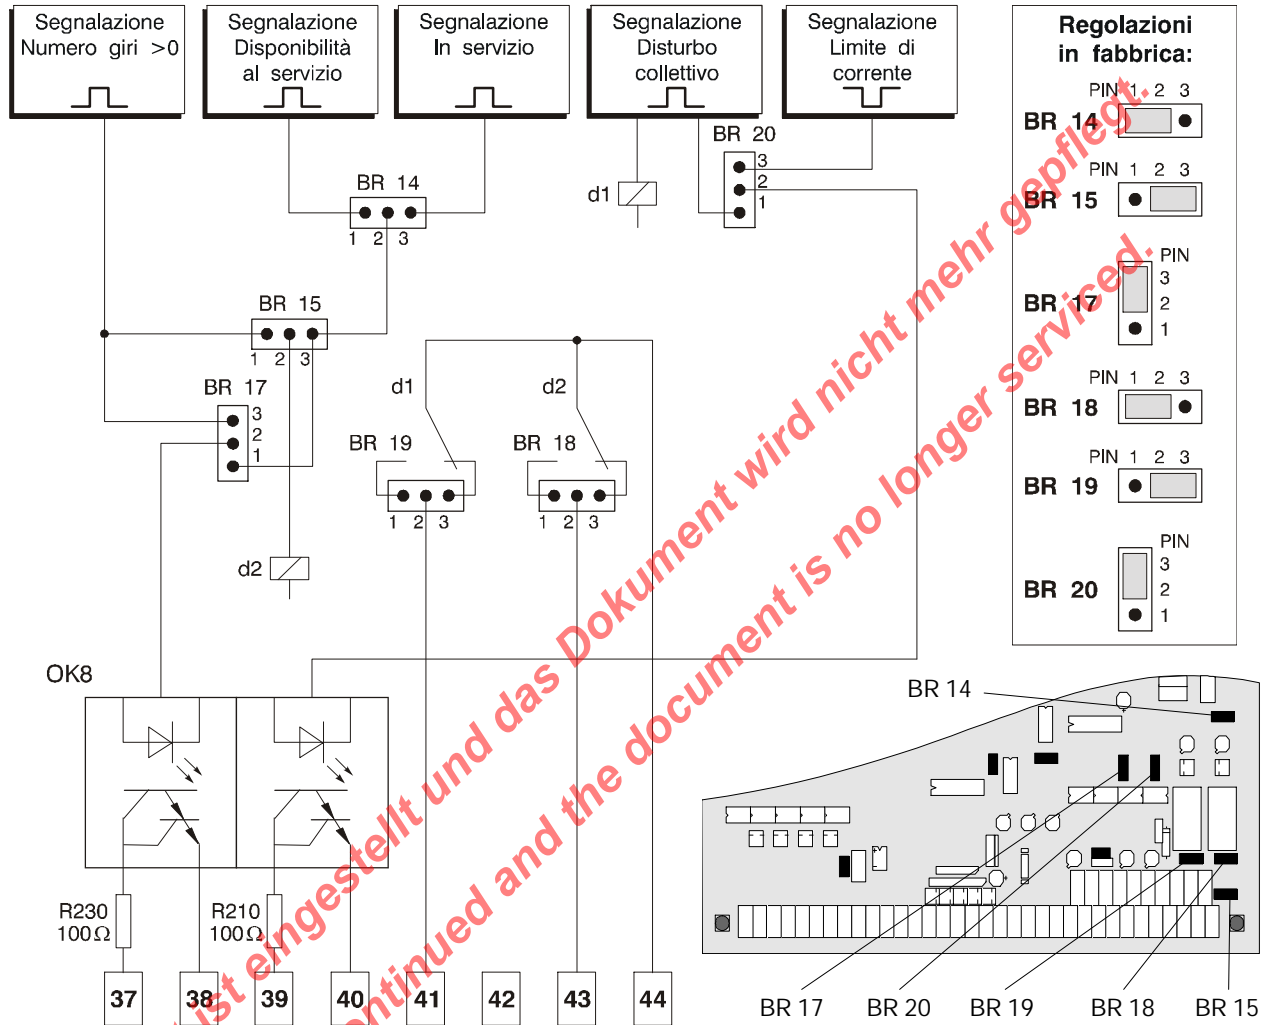 Segnalazione
Numero giri >0
Segnalazione
Disponibilità
al servizio
Segnalazione
In servizio
Segnalazione
Disturbo
collettivo
Segnalazione
Limite di
corrente
Regolazioni
in fabbrica:
PIN 1 2 3
BR 14
PIN 1 2 3
BR 15
PIN
3
2
1
BR 17
PIN 1 2 3
BR 18
PIN 1 2 3
BR 19
PIN
3
2
1
BR 20
BR 20
3
2
1
d1
BR 14
1 2 3
BR 15
1 2 3
BR 17
3
2
1
d1
d2
BR 19
1 2 3
BR 18
1 2 3
d2
OK8
R230
100Ω
R210
100Ω
37 38 39 40 41 42 43 44
BR 14
BR 17 BR 20 BR 19 BR 18 BR 15
ist eingestellt und das Dokument wird nicht mehr gepflegt.
ontinued and the document is no longer serviced.